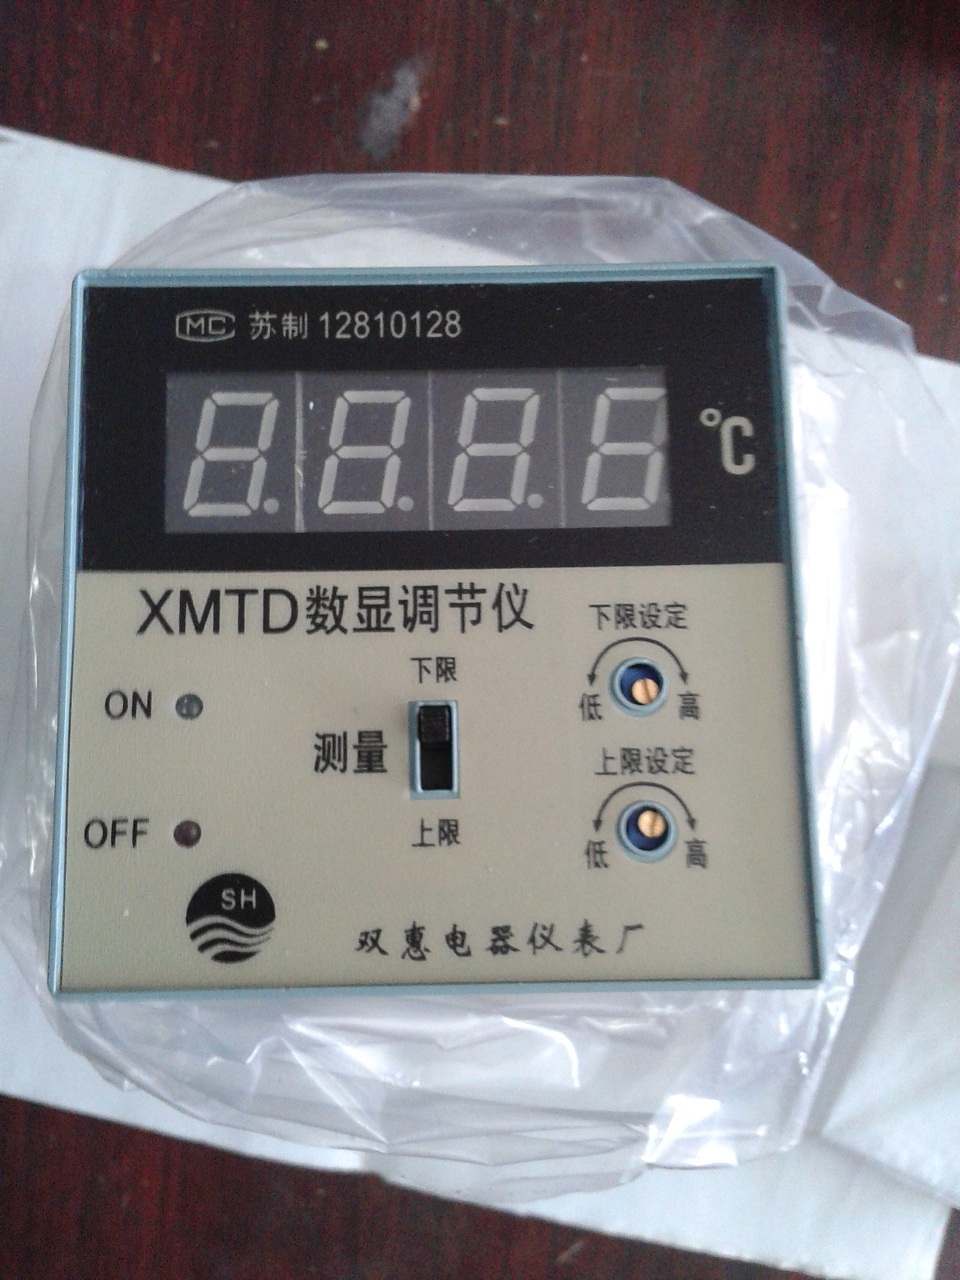 MC 苏制 12810128
℃
XMTD数显调节仪
下限设定
下限
ON
低 高
测量
上限设定
OFF
上限
低 高
SH
双惠电器仪表厂